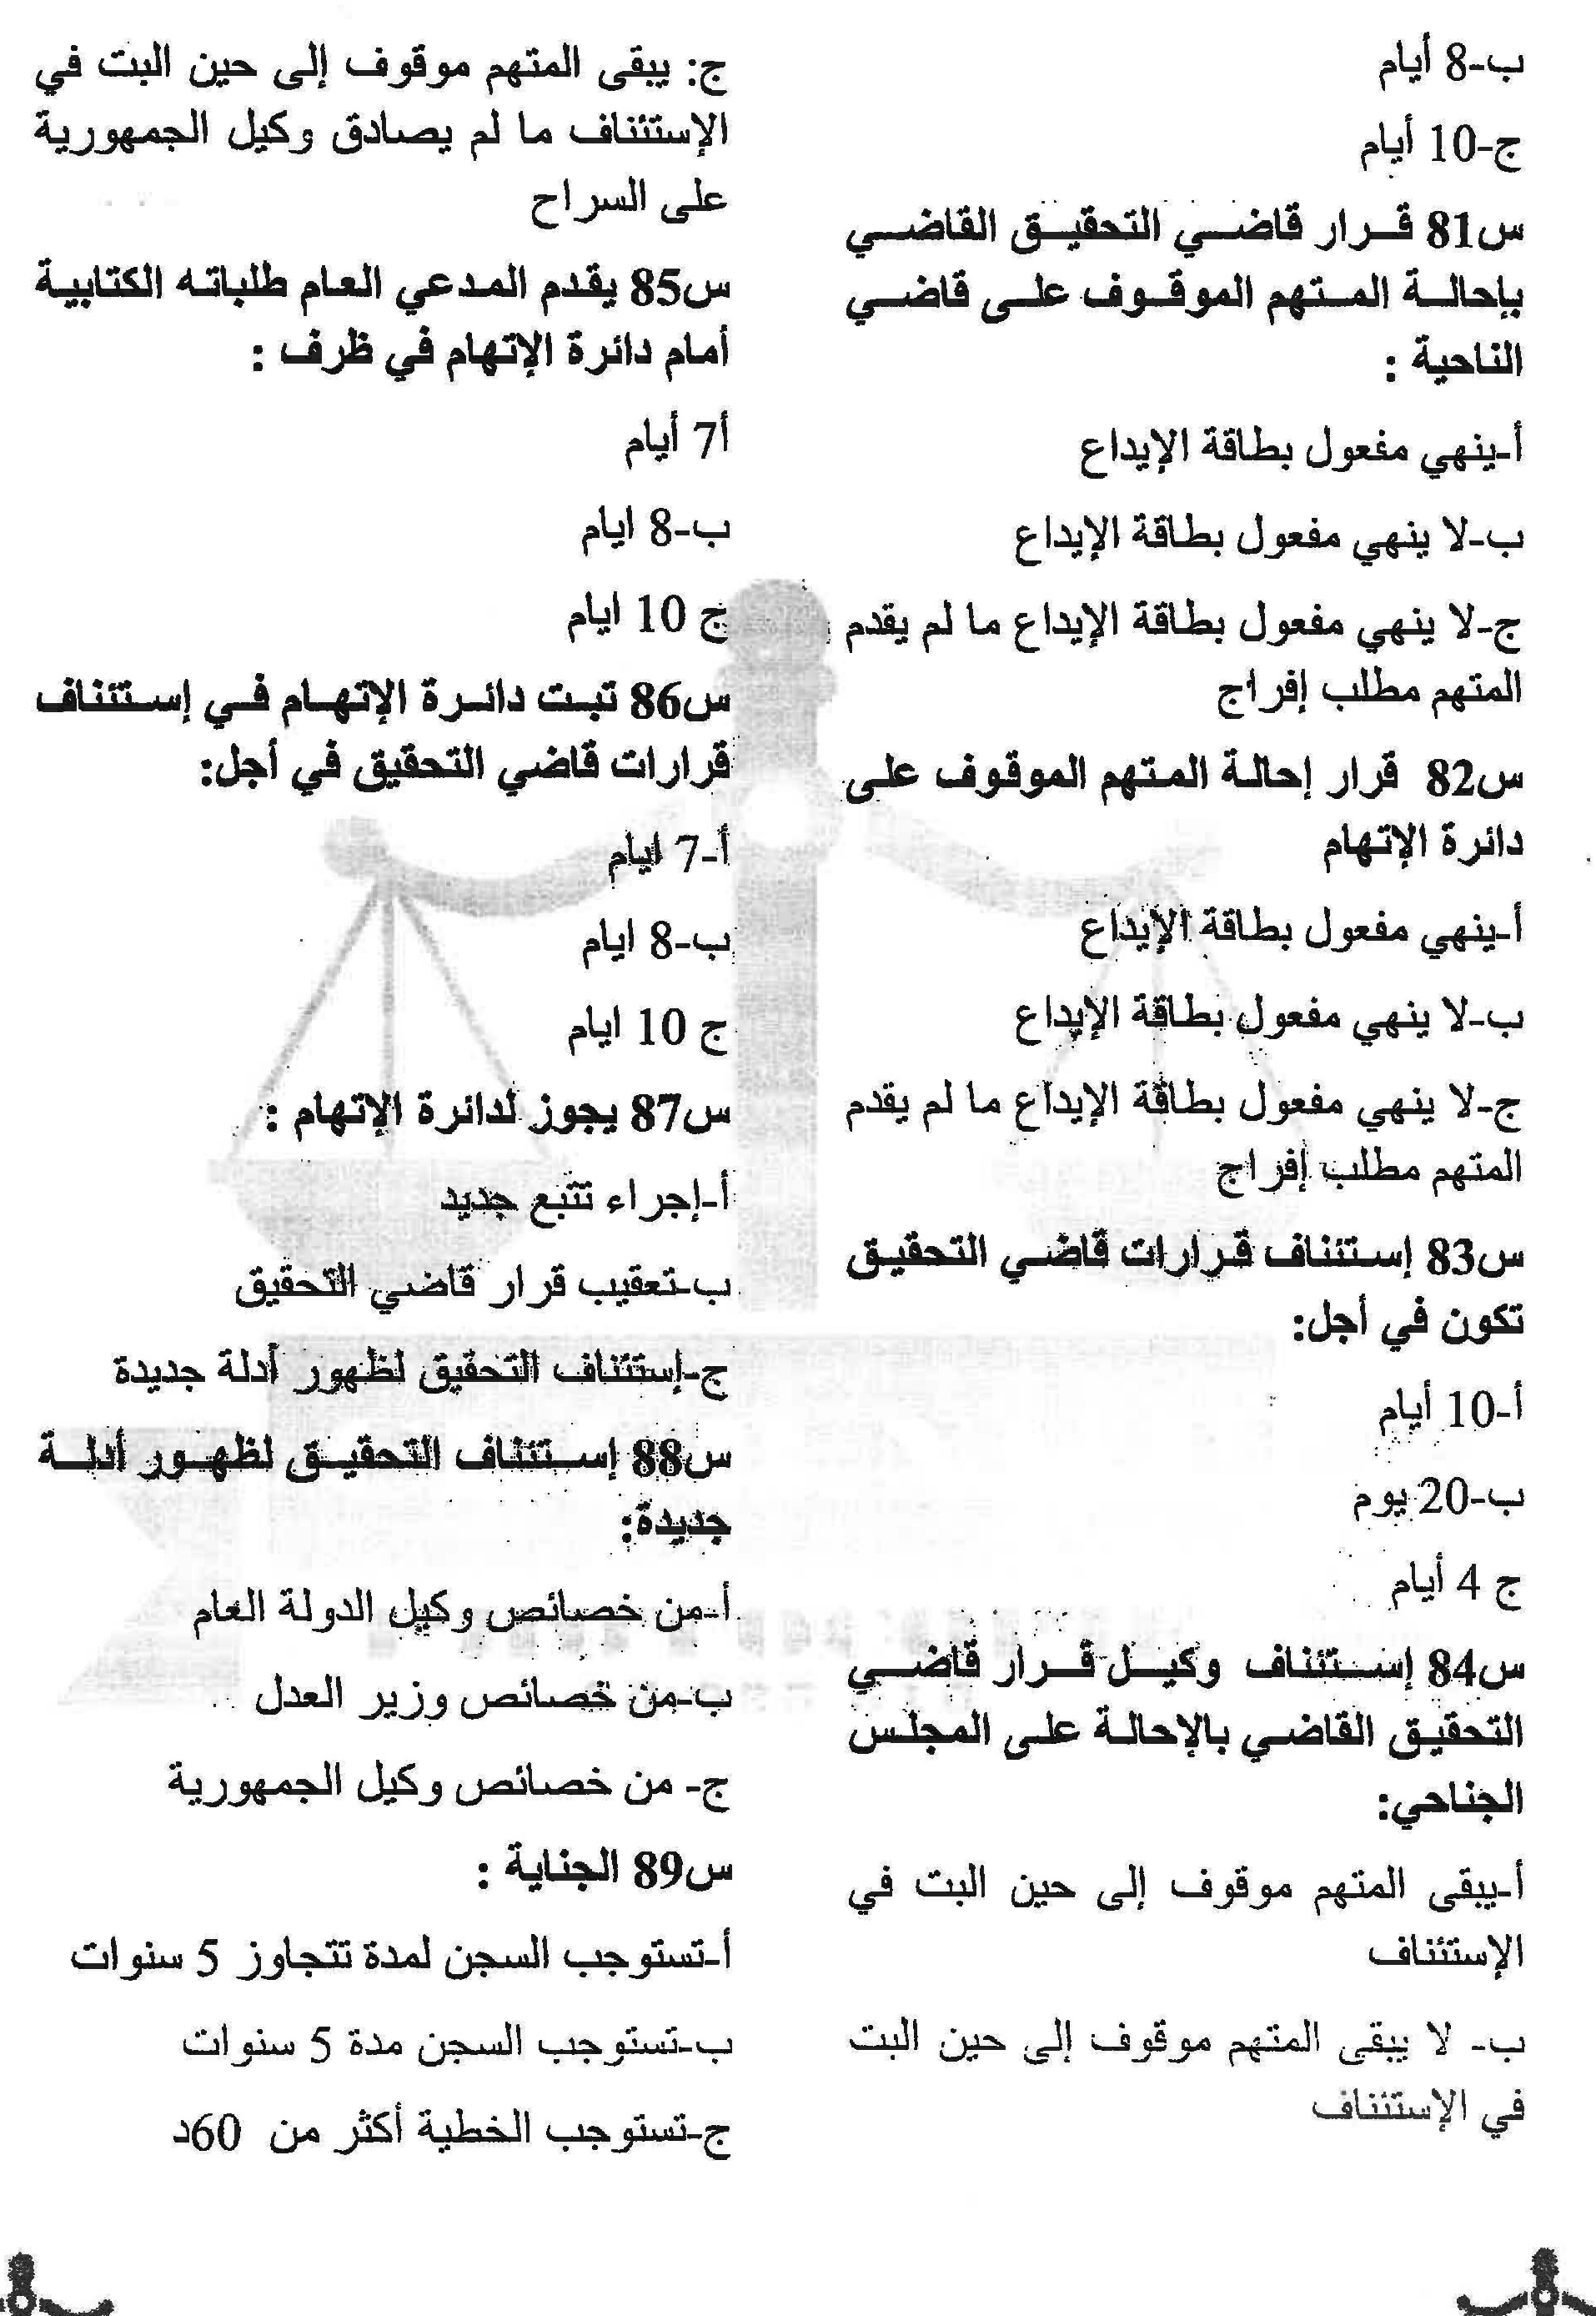 ب-8 أيام
ج-10 أيام
س81 قرار قاضي التحقيق القاضي
بإحالة المتهم الموقوف على قاضي
الناحية :
أ-ينهي مفعول بطاقة الإيداع
ب-لا ينهي مفعول بطاقة الإيداع
ج-لا ينهي مفعول بطاقة الإيداع ما لم يقدم
المتهم مطلب إفراج
س82 قرار إحالة المتهم الموقوف على
دائرة الإتهام
أ-ينهي مفعول بطاقة الإيداع
ب-لا ينهي مفعول بطاقة الإيداع
ج-لا ينهي مفعول بطاقة الإيداع ما لم يقدم
المتهم مطلب إفراج
س83 إستئناف قرارات قاضي التحقيق
تكون في أجل:
أ-10 أيام
ب-20 يوم
ج 4 أيام
س84 إستئناف وكيل قرار قاضي
التحقيق القاضي بالإحالة على المجلس
الجناحي:
أ-يبقى المتهم موقوف إلى حين البت في
الإستئناف
ب- لا يبقى المتهم موقوف إلى حين البت
في الإستئناف
ج: يبقى المتهم موقوف إلى حين البت في
الإستئناف ما لم يصادق وكيل الجمهورية
على السراح
س85 يقدم المدعي العام طلباته الكتابية
أمام دائرة الإتهام في ظرف :
أ7 أيام
ب-8 ايام
ج 10 ايام
س86 تبت دائرة الإتهام في إستئناف
قرارات قاضي التحقيق في أجل:
أ-7 ايام
ب-8 ايام
ج 10 ايام
س87 يجوز لدائرة الإتهام :
أ-إجراء تتبع جديد
ب-تعقيب قرار قاضي التحقيق
ج-إستئناف التحقيق لظهور أدلة جديدة
س88 إستئناف التحقيق لظهور أدلة
جديدة:
أ-من خصائص وكيل الدولة العام
ب-من خصائص وزير العدل
ج- من خصائص وكيل الجمهورية
س89 الجناية :
أ-تستوجب السجن لمدة تتجاوز 5 سنوات
ب-تستوجب السجن مدة 5 سنوات
ج-تستوجب الخطية أكثر من 60د